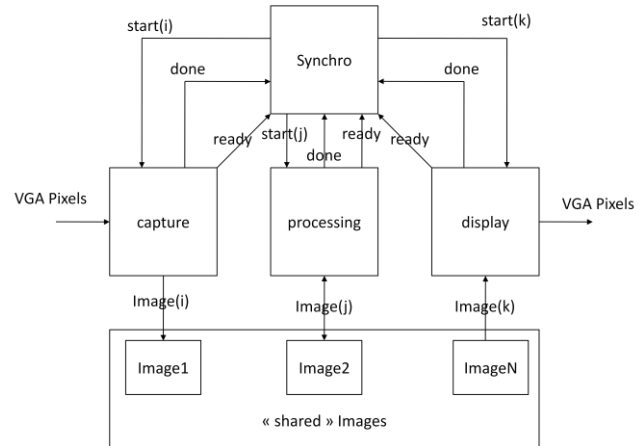 start(i)
start(k)
Synchro
done
done
ready
start(j)
ready
ready
done
VGA Pixels
VGA Pixels
capture
processing
display
Image(i)
Image(j)
Image(k)
Image1
Image2
ImageN
« shared » Images